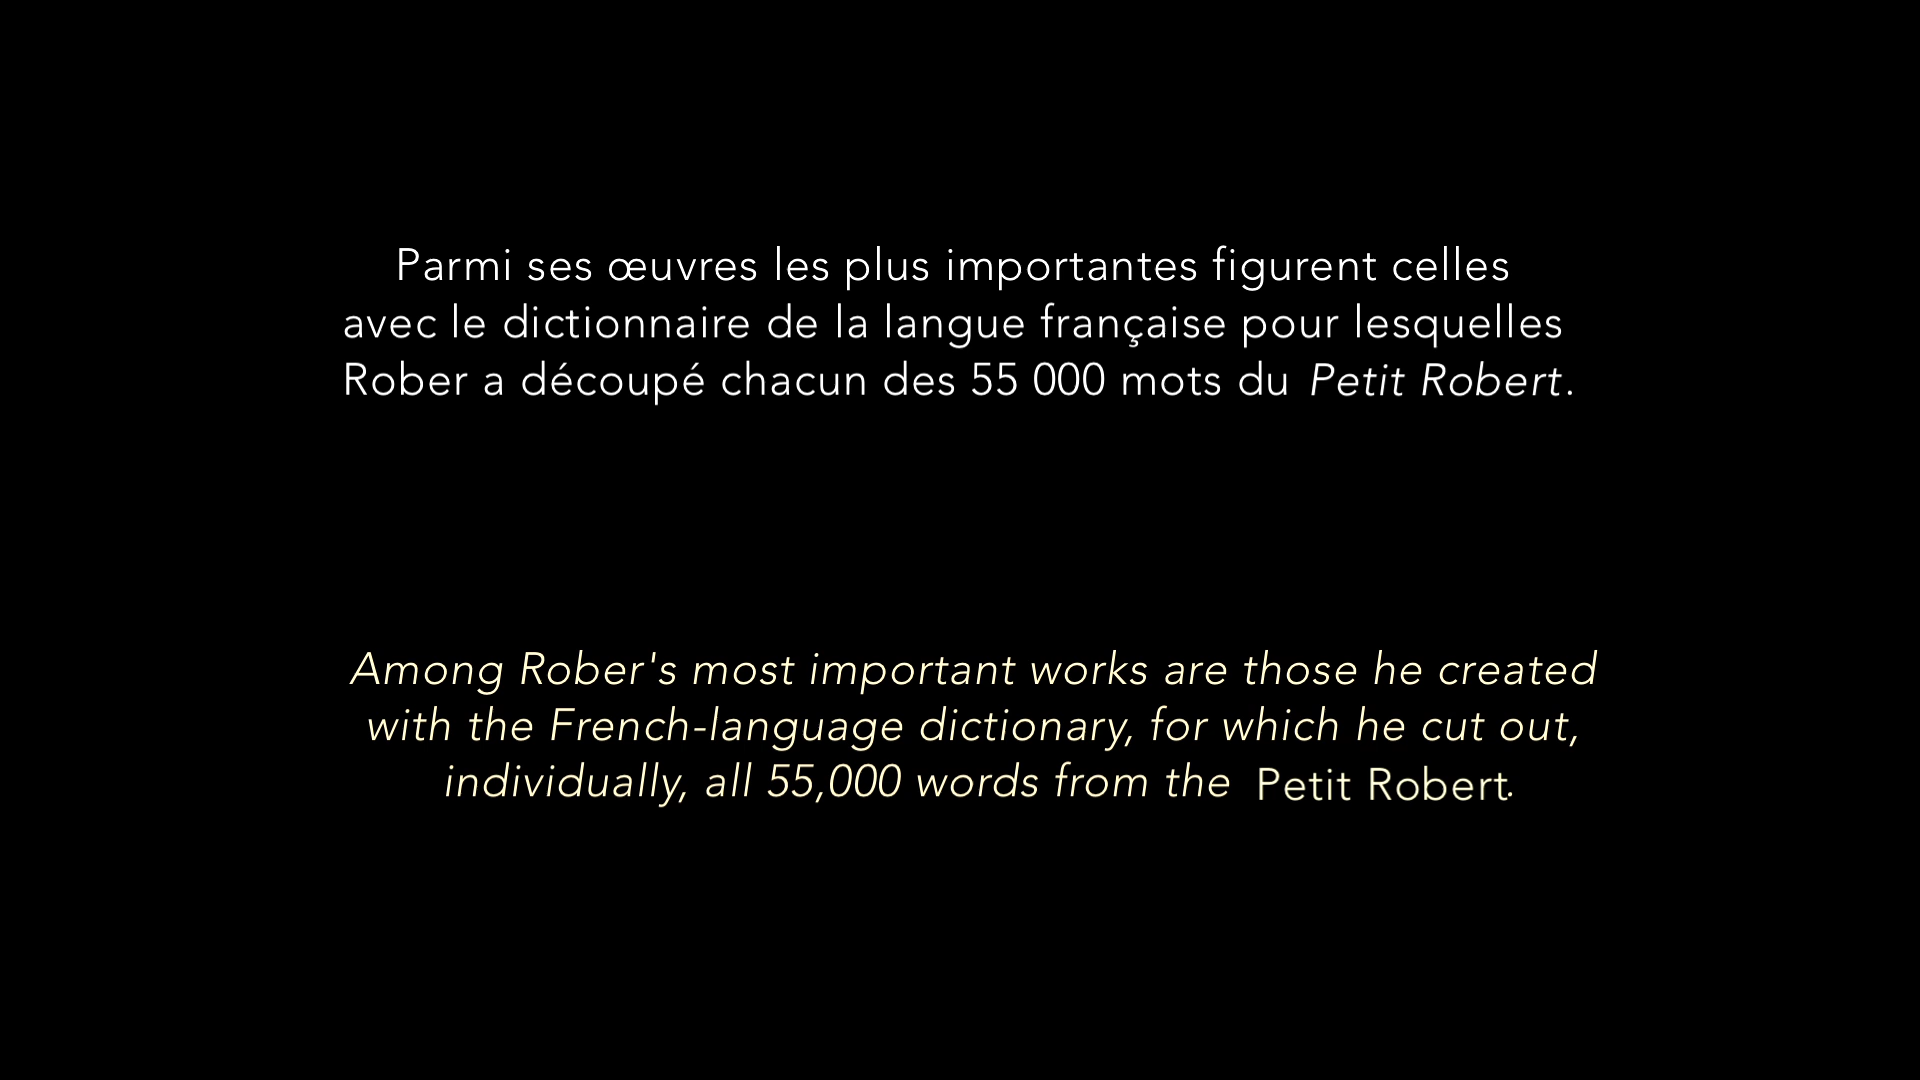 Parmi ses œuvres les plus importantes figurent celles
avec le dictionnaire de la langue française pour lesquelles
Rober a découpé chacun des 55 000 mots du Petit Robert.
Among Rober's most important works are those he created
with the French-language dictionary, for which he cut out,
individually, all 55,000 words from the Petit Robert.